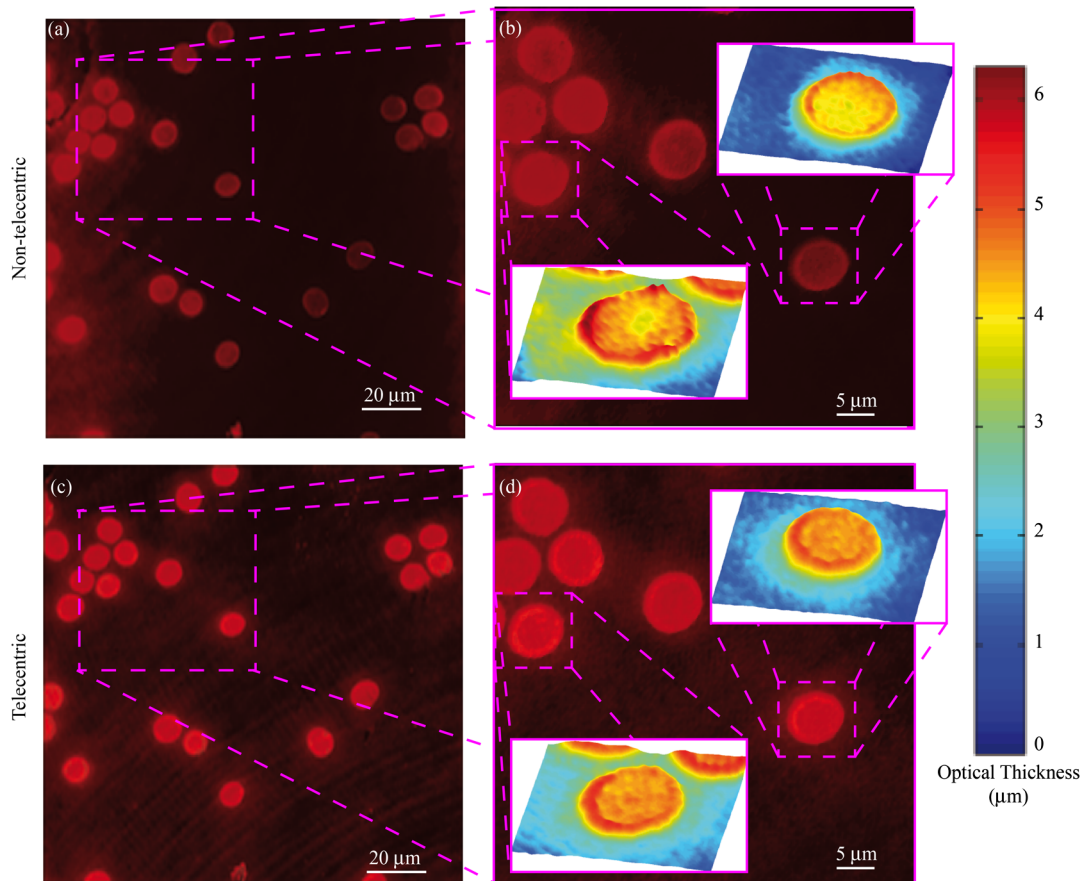 Non-telecentric
(a)
20 μm
(b)
5 μm
Telecentric
(c)
20 μm
(d)
5 μm
6
5
4
3
2
1
0
Optical Thickness
(μm)